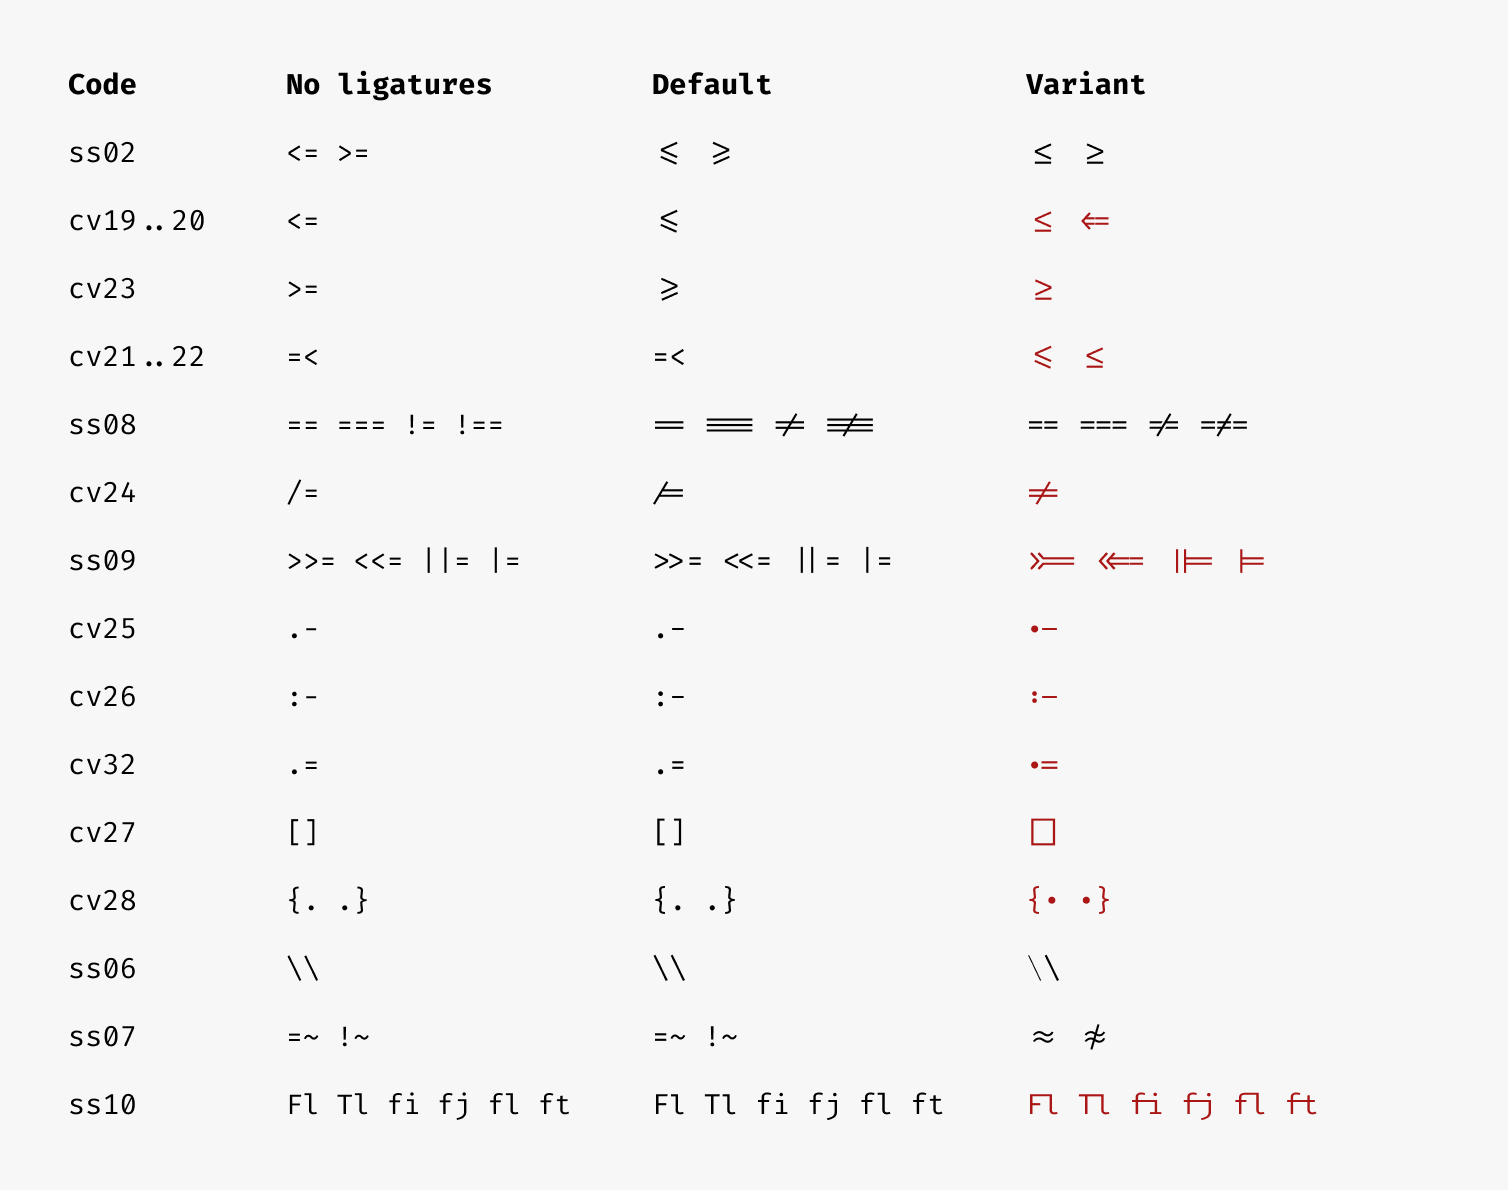 Code No ligatures Default Variant
ss02 <= >= ⩽ ⩾ ≤ ≥
cv19..20 <= ⩽ ≤ ⇐
cv23 >= ⩾ ≥
cv21..22 =< =< ⩽ ≤
ss08 == === != !== == === != !== == === != !==
cv24 /= /= ≠
ss09 >>= <<= ||= |= >>= <<= ||= |= >>= <<= ||= |=
cv25 .- .- .-
cv26 :- :- :-
cv32 .= .= .=
cv27 [] [] []
cv28 {. .} {. .} {. .}
ss06 \\ \\ \\
ss07 =~ !~ =~ !~ ≈ ≉
ss10 Fl Tl fi fj fl ft Fl Tl fi fj fl ft Fl Tl fi fj fl ft